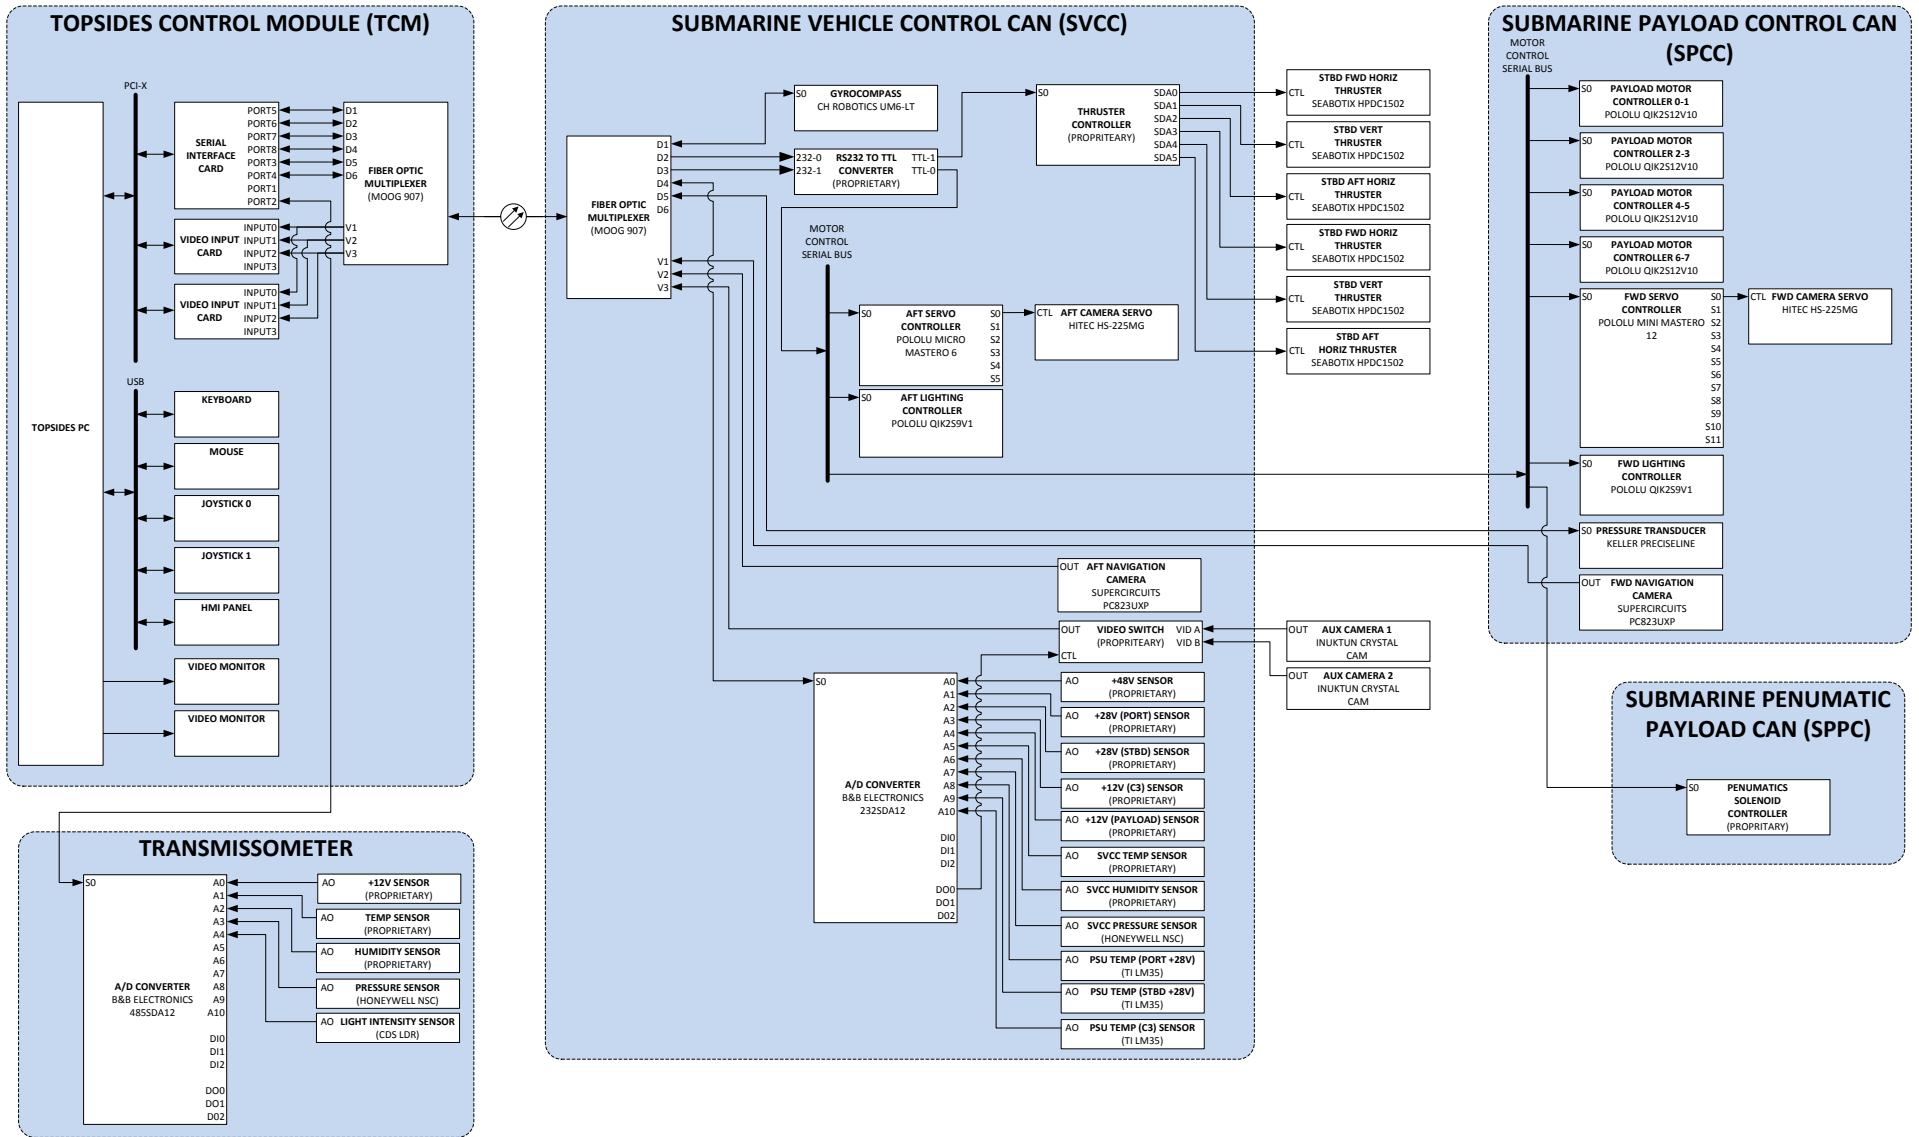 TOPSIDES CONTROL MODULE (TCM)
PCI-X
TOPSIDES PC
SERIAL
INTERFACE
CARD
PORT5
PORT6
PORT7
PORT8
PORT3
PORT4
PORT1
PORT2
D1
D2
D3
D4
D5
D6
FIBER OPTIC
MULTIPLEXER
(MOOG 907)
V1
V2
V3
VIDEO INPUT
CARD
INPUT0
INPUT1
INPUT2
INPUT3
VIDEO INPUT
CARD
INPUT0
INPUT1
INPUT2
INPUT3
USB
KEYBOARD
MOUSE
JOYSTICK 0
JOYSTICK 1
HMI PANEL
VIDEO MONITOR
VIDEO MONITOR
TRANSMISSOMETER
S0
A/D CONVERTER
B&B ELECTRONICS
485SDA12
A0
A1
A2
A3
A4
A5
A6
A7
A8
A9
A10
DI0
DI1
DI2
DO0
DO1
D02
AO +12V SENSOR
(PROPRIETARY)
AO TEMP SENSOR
(PROPRIETARY)
AO HUMIDITY SENSOR
(PROPRIETARY)
AO PRESSURE SENSOR
(HONEYWELL NSC)
AO LIGHT INTENSITY SENSOR
(CDS LDR)
SUBMARINE VEHICLE CONTROL CAN (SVCC)
FIBER OPTIC
MULTIPLEXER
(MOOG 907)
D1
D2
D3
D4
D5
D6
V1
V2
V3
S0 GYROCOMPASS
CH ROBOTICS UM6-LT
232-0 RS232 TO TTL TTL-1
232-1 CONVERTER TTL-0
(PROPRIETARY)
S0
THRUSTER
CONTROLLER
(PROPRITEARY)
SDA0
SDA1
SDA2
SDA3
SDA4
SDA5
STBD FWD HORIZ
CTL THRUSTER
SEABOTIX HPDC1502
STBD VERT
CTL THRUSTER
SEABOTIX HPDC1502
STBD AFT HORIZ
CTL THRUSTER
SEABOTIX HPDC1502
STBD FWD HORIZ
CTL THRUSTER
SEABOTIX HPDC1502
STBD VERT
CTL THRUSTER
SEABOTIX HPDC1502
STBD AFT
CTL HORIZ THRUSTER
SEABOTIX HPDC1502
MOTOR
CONTROL
SERIAL BUS
S0 AFT SERVO
CONTROLLER
POLOLU MICRO
MASTERO 6
S0
S1
S2
S3
S4
S5
CTL AFT CAMERA SERVO
HITEC HS-225MG
S0 AFT LIGHTING
CONTROLLER
POLOLU QIK2S9V1
OUT AFT NAVIGATION
CAMERA
SUPERCIRCUITS
PC823UXP
OUT VIDEO SWITCH VID A
(PROPRITEARY) VID B
CTL
OUT AUX CAMERA 1
INUKTUN CRYSTAL
CAM
OUT AUX CAMERA 2
INUKTUN CRYSTAL
CAM
S0
A/D CONVERTER
B&B ELECTRONICS
232SDA12
A0
A1
A2
A3
A4
A5
A6
A7
A8
A9
A10
DI0
DI1
DI2
DO0
DO1
D02
AO +48V SENSOR
(PROPRIETARY)
AO +28V (PORT) SENSOR
(PROPRIETARY)
AO +28V (STBD) SENSOR
(PROPRIETARY)
AO +12V (C3) SENSOR
(PROPRIETARY)
AO +12V (PAYLOAD) SENSOR
(PROPRIETARY)
AO SVCC TEMP SENSOR
(PROPRIETARY)
AO SVCC HUMIDITY SENSOR
(PROPRIETARY)
AO SVCC PRESSURE SENSOR
(HONEYWELL NSC)
AO PSU TEMP (PORT +28V)
(TI LM35)
AO PSU TEMP (STBD +28V)
(TI LM35)
AO PSU TEMP (C3) SENSOR
(TI LM35)
SUBMARINE PAYLOAD CONTROL CAN
(SPCC)
MOTOR
CONTROL
SERIAL BUS
S0 PAYLOAD MOTOR
CONTROLLER 0-1
POLOLU QIK2S12V10
S0 PAYLOAD MOTOR
CONTROLLER 2-3
POLOLU QIK2S12V10
S0 PAYLOAD MOTOR
CONTROLLER 4-5
POLOLU QIK2S12V10
S0 PAYLOAD MOTOR
CONTROLLER 6-7
POLOLU QIK2S12V10
S0 FWD SERVO
CONTROLLER
POLOLU MINI MASTERO
12
S0
S1
S2
S3
S4
S5
S6
S7
S8
S9
S10
S11
CTL FWD CAMERA SERVO
HITEC HS-225MG
S0 FWD LIGHTING
CONTROLLER
POLOLU QIK2S9V1
S0 PRESSURE TRANSDUCER
KELLER PRECISELINE
OUT FWD NAVIGATION
CAMERA
SUPERCIRCUITS
PC823UXP
SUBMARINE PENUMATIC
PAYLOAD CAN (SPPC)
S0 PENUMATICS
SOLENOID
CONTROLLER
(PROPRITARY)